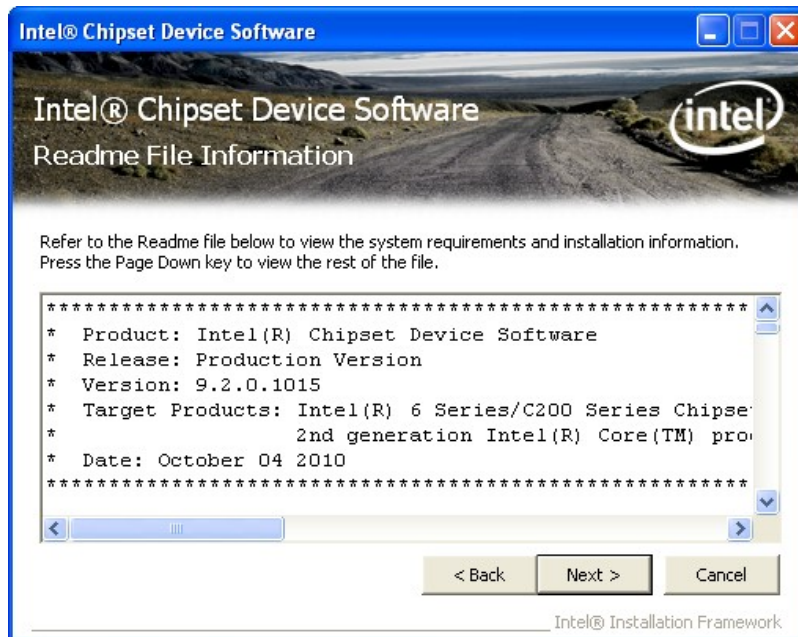 Intel® Chipset Device Software
Intel® Chipset Device Software
intel
Readme File Information
Refer to the Readme file below to view the system requirements and installation information.
Press the Page Down key to view the rest of the file.
************************************************************
* Product: Intel(R) Chipset Device Software
* Release: Production Version
* Version: 9.2.0.1015
* Target Products: Intel(R) 6 Series/C200 Series Chipse
* 2nd generation Intel(R) Core(TM) pro
* Date: October 04 2010
************************************************************
< Back Next > Cancel
Intel® Installation Framework